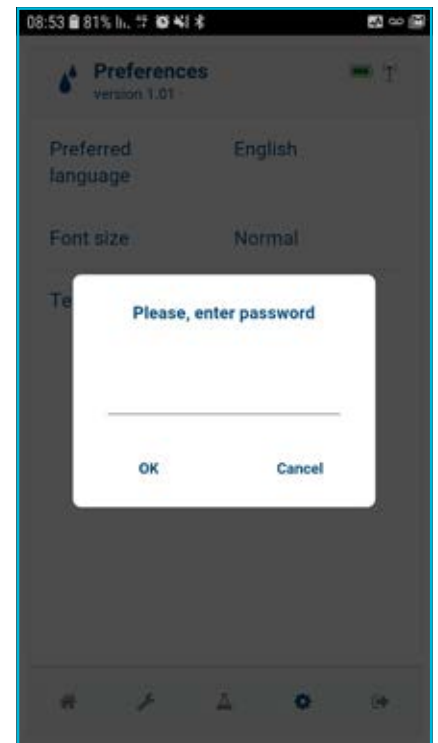 08:53 81%
Preferences
version 1.01
Preferred English
language
Font size Normal
Te
Please, enter password
OK Cancel